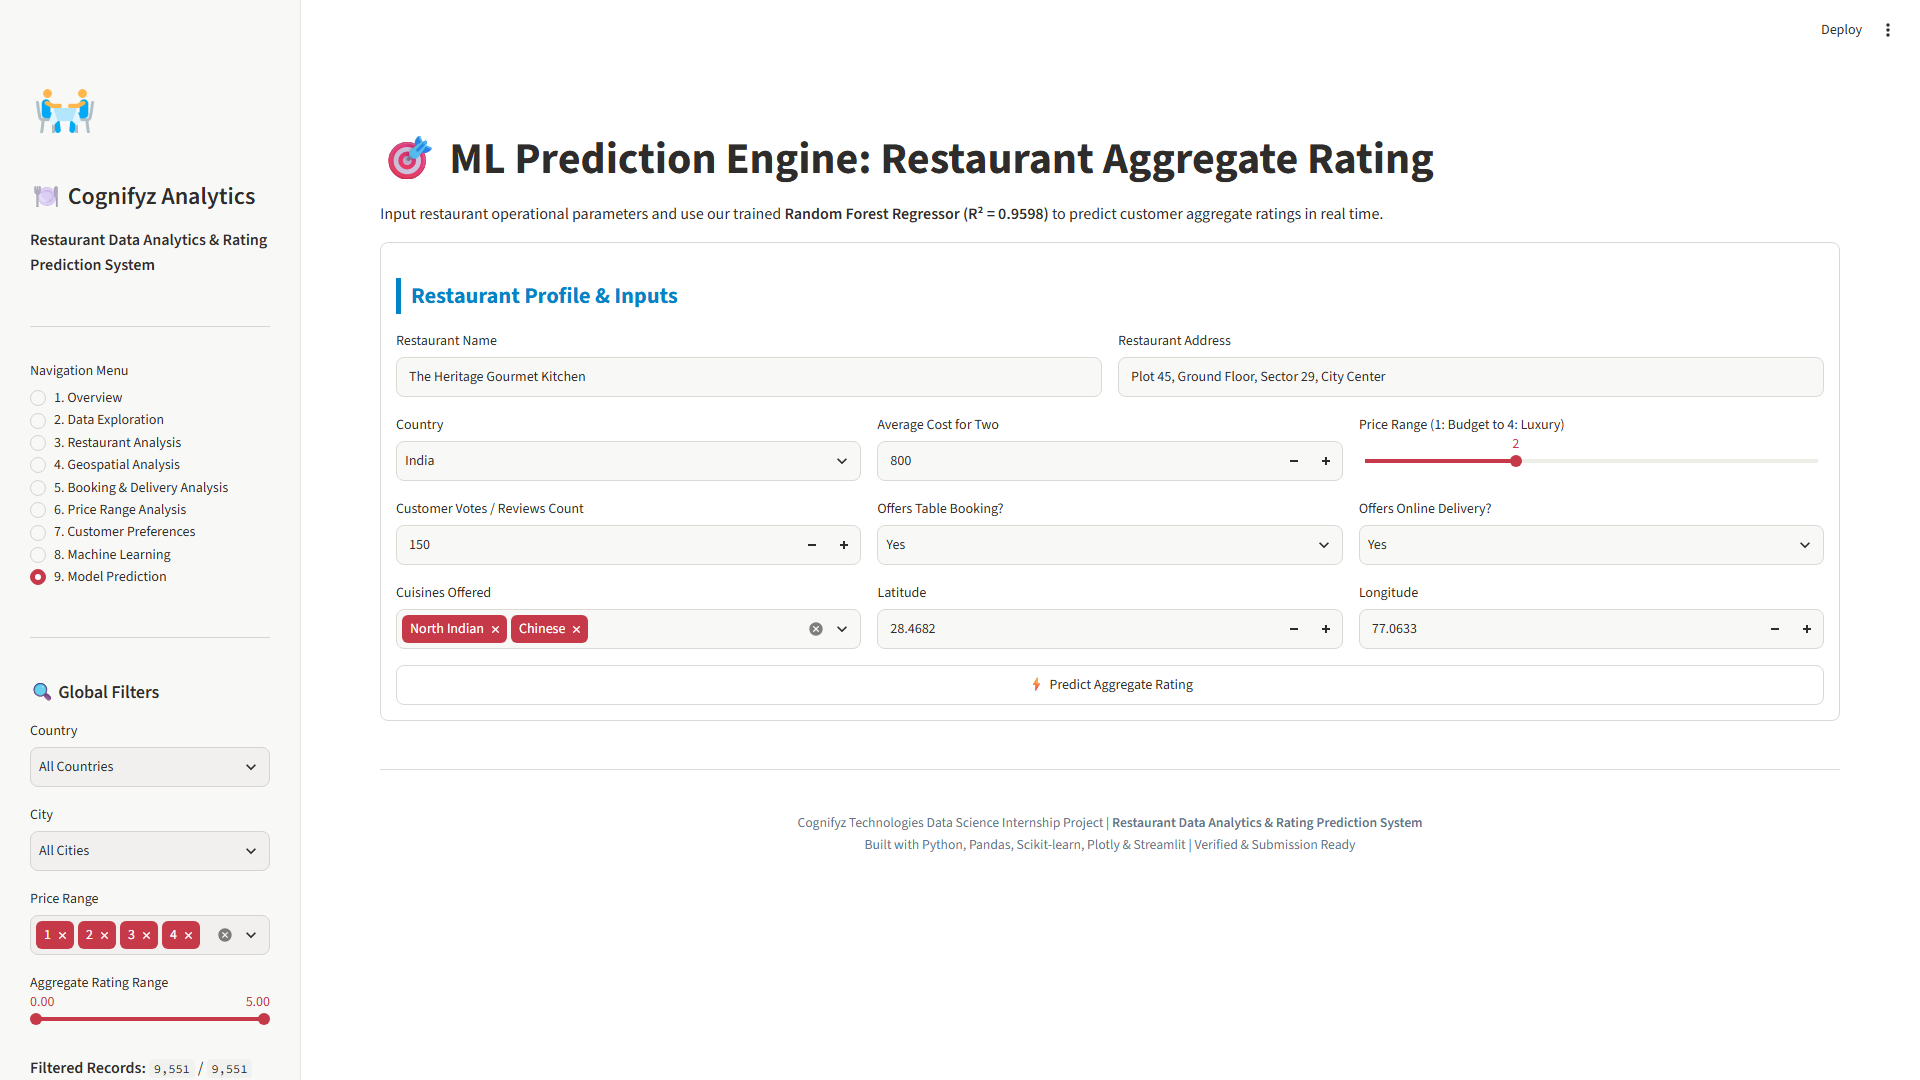 Deploy
Cognifyz Analytics
Restaurant Data Analytics & Rating
Prediction System
Navigation Menu
1. Overview
2. Data Exploration
3. Restaurant Analysis
4. Geospatial Analysis
5. Booking & Delivery Analysis
6. Price Range Analysis
7. Customer Preferences
8. Machine Learning
9. Model Prediction
Global Filters
Country
All Countries
City
All Cities
Price Range
1 × 2 × 3 × 4 ×
Aggregate Rating Range
0.00 5.00
Filtered Records: 9,551 / 9,551
ML Prediction Engine: Restaurant Aggregate Rating
Input restaurant operational parameters and use our trained Random Forest Regressor (R² = 0.9598) to predict customer aggregate ratings in real time.
Restaurant Profile & Inputs
Restaurant Name Restaurant Address
The Heritage Gourmet Kitchen Plot 45, Ground Floor, Sector 29, City Center
Country Average Cost for Two Price Range (1: Budget to 4: Luxury)
2
India 800
Customer Votes / Reviews Count Offers Table Booking? Offers Online Delivery?
150 Yes Yes
Cuisines Offered Latitude Longitude
North Indian × Chinese × 28.4682 77.0633
Predict Aggregate Rating
Cognifyz Technologies Data Science Internship Project | Restaurant Data Analytics & Rating Prediction System
Built with Python, Pandas, Scikit-learn, Plotly & Streamlit | Verified & Submission Ready